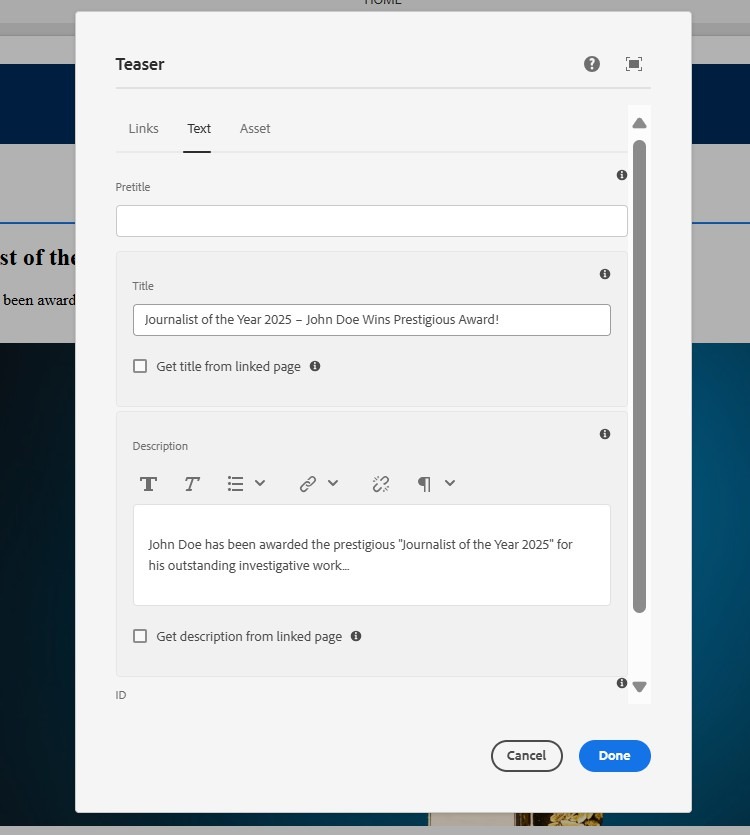 HOME
Teaser
Links Text Asset
Pretitle
st of the
Title
been award
Journalist of the Year 2025 – John Doe Wins Prestigious Award!
Get title from linked page
Description
John Doe has been awarded the prestigious "Journalist of the Year 2025" for
his outstanding investigative work...
Get description from linked page
ID
Cancel Done